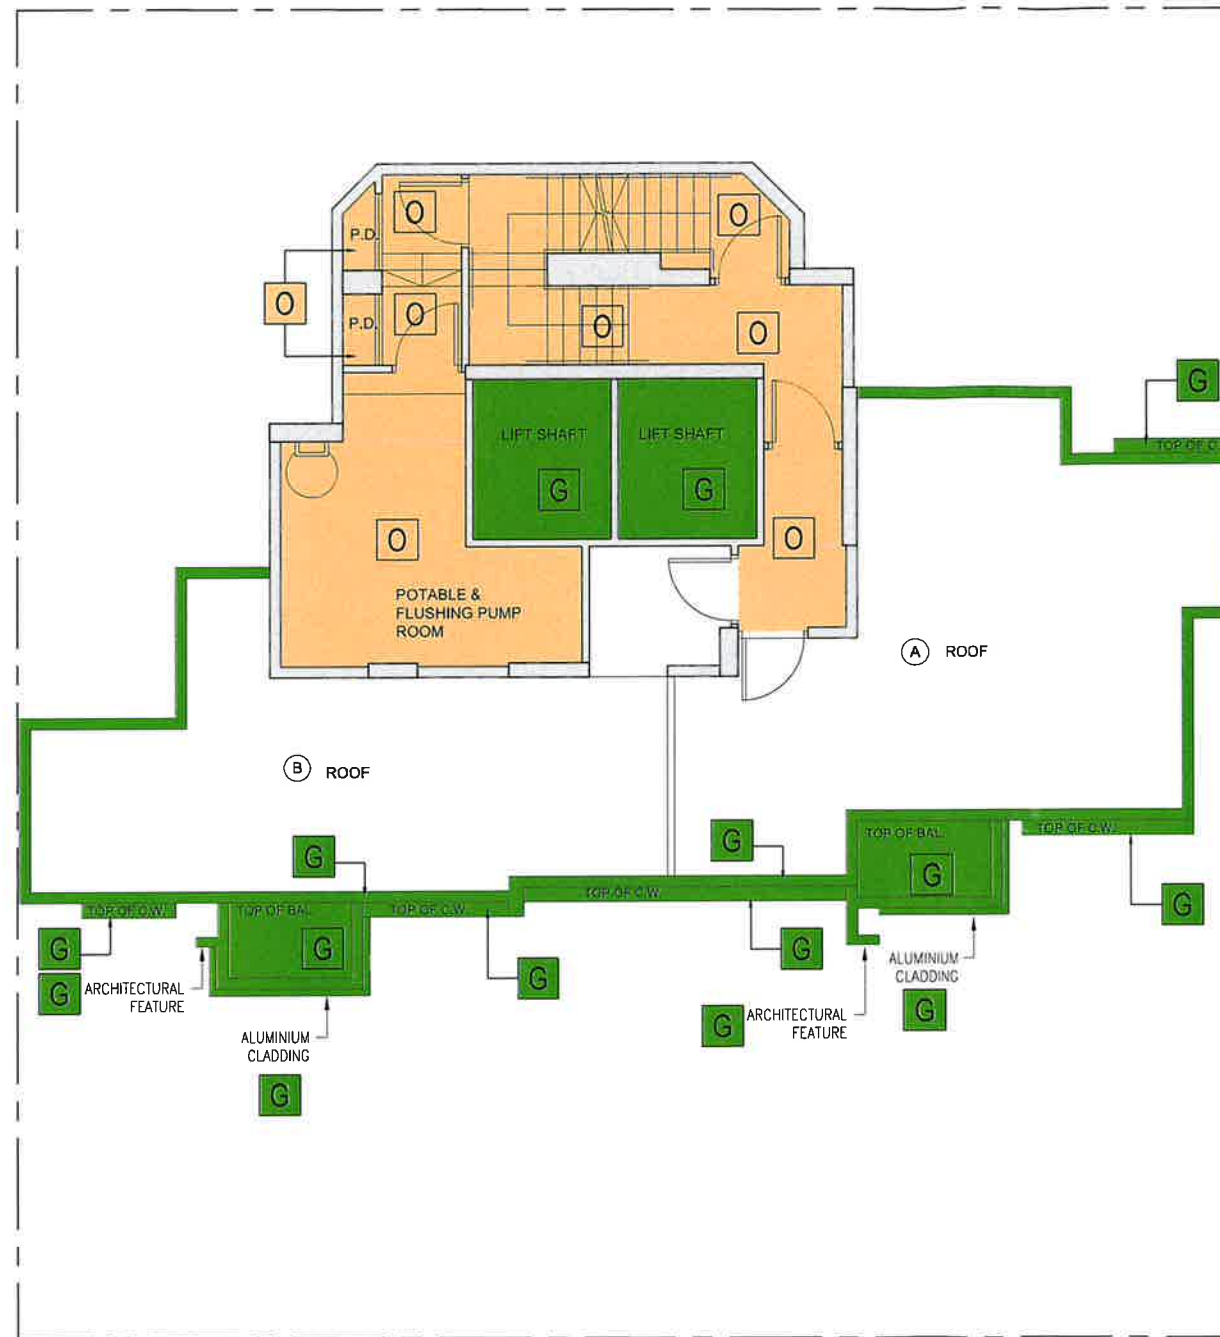 O
O
P.D.
O
P.D.
O
O
O
G
LIFT SHAFT
LIFT SHAFT
TOP OF C
G
G
O
O
POTABLE &
FLUSHING PUMP
ROOM
A ROOF
B ROOF
G
G
TOP OF BAL.
TOP OF C.W.
G
TOP OF C.W.
TOP OF C.W.
TOP OF BAL.
TOP OF C.W.
G
G
G
G
G
G
ARCHITECTURAL
FEATURE
ALUMINIUM
CLADDING
G
G
ARCHITECTURAL
FEATURE
G
ALUMINIUM
CLADDING
G